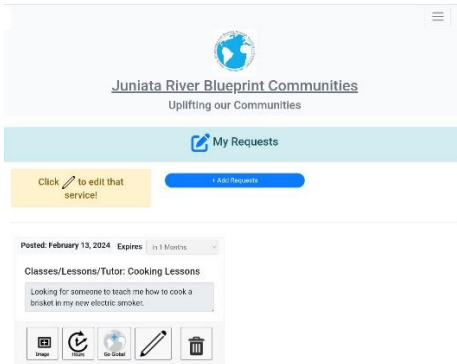 Juniata River Blueprint Communities
Uplifting our Communities
My Requests
Click to edit that
service!
+ Add Requests
Posted: February 13, 2024 Expires in 1 Months
Classes/Lessons/Tutor: Cooking Lessons
Looking for someone to teach me how to cook a
brisket in my new electric smoker.
Image Hours Go Global